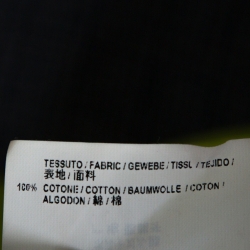 TESSUTO / FABRIC / GEWEBE / TISSU / TEJIDO /
表地 / 面料
100% COTONE / COTTON / BAUMWOLLE / COTON /
ALGODON / 綿 / 棉